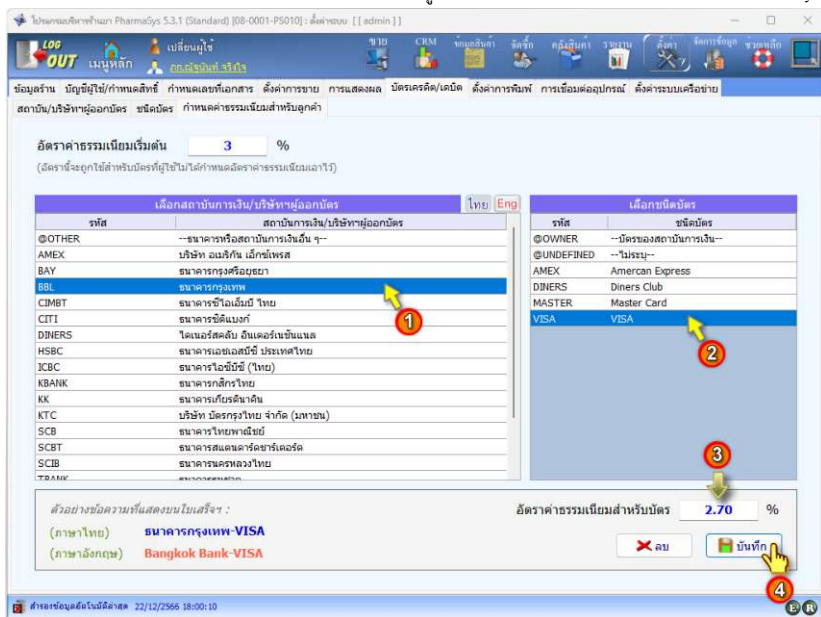 โปรแกรมบริหารร้านยา PharmaSys 5.3.1 (Standard) [08-0001-PS010] : ตั้งค่าระบบ [ [ admin ] ]
LOG OUT เมนูหลัก เปลี่ยนผู้ใช้ ขาย CRM ข้อมูลสินค้า จัดซื้อ คลังสินค้า รายงาน ตั้งค่า จัดการข้อมูล ช่วยเหลือ
ข้อมูลร้าน บัญชีผู้ใช้/กำหนดสิทธิ์ กำหนดเลขที่เอกสาร ตั้งค่าการขาย การแสดงผล บัตรเครดิต/เดบิต ตั้งค่าการพิมพ์ การเชื่อมต่ออุปกรณ์ ตั้งค่าระบบเครือข่าย
สถาบัน/บริษัทฯผู้ออกบัตร ชนิดบัตร กำหนดค่าธรรมเนียมสำหรับลูกค้า
อัตราค่าธรรมเนียมเริ่มต้น 3 %
(อัตรานี้จะถูกใช้สำหรับบัตรที่ผู้ใช้ไม่ได้กำหนดอัตราค่าธรรมเนียมเอาไว้)
เลือกสถาบันการเงิน/บริษัทฯผู้ออกบัตร ไทย Eng
รหัส สถาบันการเงิน/บริษัทฯผู้ออกบัตร
@OTHER --ธนาคารหรือสถาบันการเงินอื่น ๆ--
AMEX บริษัท อเมริกัน เอ็กซ์เพรส
BAY ธนาคารกรุงศรีอยุธยา
BBL ธนาคารกรุงเทพ
CIMBT ธนาคารซีไอเอ็มบี ไทย
CITI ธนาคารซิตี้แบงก์
DINERS ไดเนอร์สคลับ อินเตอร์เนชั่นแนล
HSBC ธนาคารเอชเอสบีซี ประเทศไทย
ICBC ธนาคารไอซีบีซี (ไทย)
KBANK ธนาคารกสิกรไทย
KK ธนาคารเกียรตินาคิน
KTC บริษัท บัตรกรุงไทย จำกัด (มหาชน)
SCB ธนาคารไทยพาณิชย์
SCBT ธนาคารสแตนดาร์ดชาร์เตอร์ด
SCIB ธนาคารนครหลวงไทย
TBANK ธนาคารธนชาต
1
เลือกชนิดบัตร
รหัส ชนิดบัตร
@OWNER --บัตรของสถาบันการเงิน--
@UNDEFINED --ไม่ระบุ--
AMEX Amercan Express
DINERS Diners Club
MASTER Master Card
VISA VISA
2
3
ตัวอย่างข้อความที่แสดงบนใบเสร็จฯ :
(ภาษาไทย) ธนาคารกรุงเทพ-VISA
(ภาษาอังกฤษ) Bangkok Bank-VISA
อัตราค่าธรรมเนียมสำหรับบัตร 2.70 %
ลบ บันทึก
4
สำรองข้อมูลอัตโนมัติล่าสุด 22/12/2566 18:00:10
E R